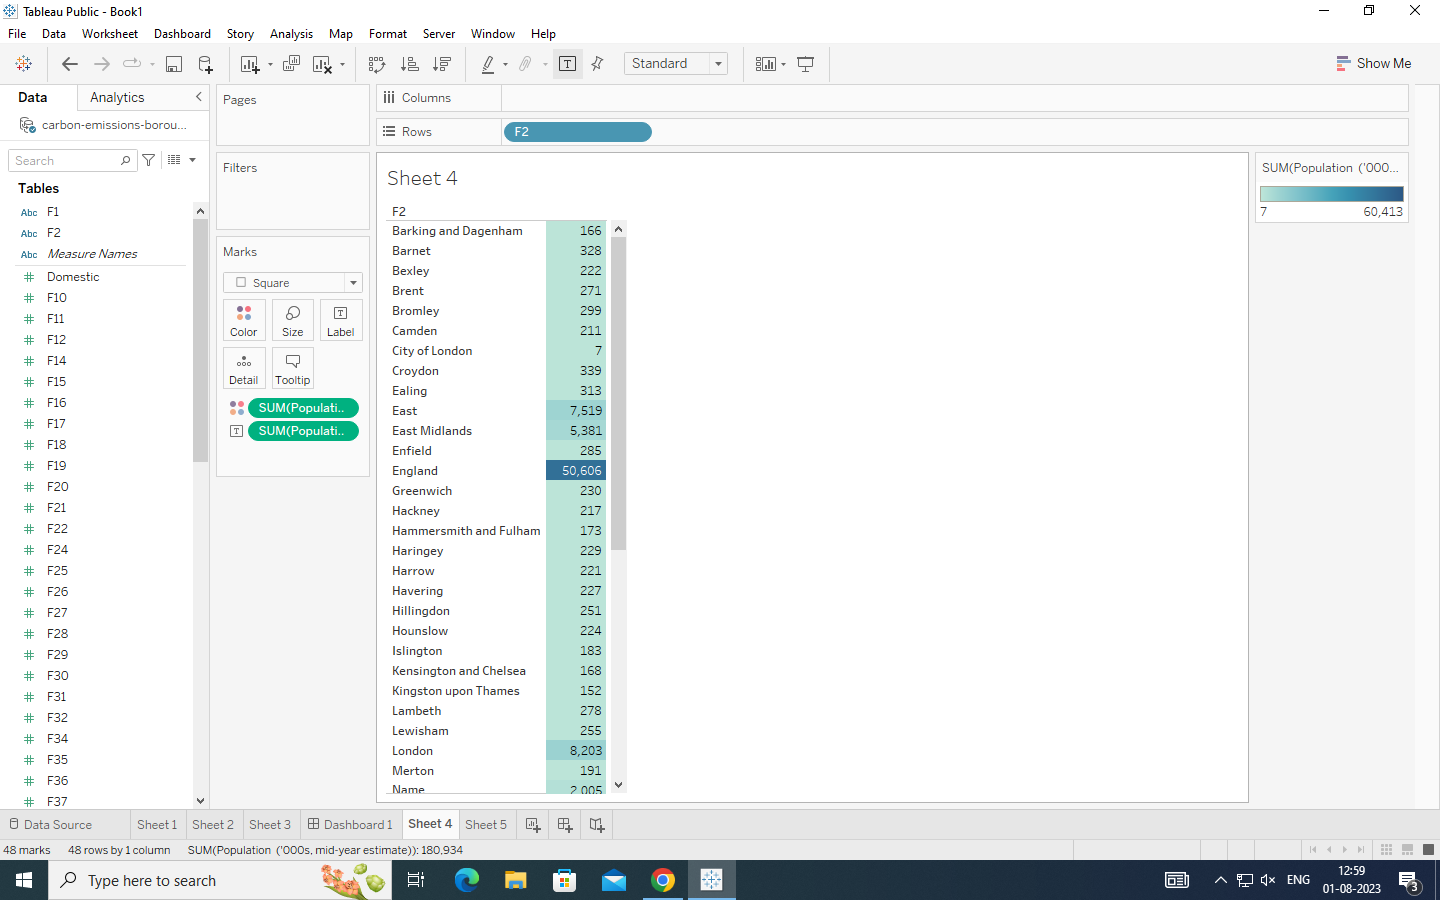 Tableau Public - Book1
File Data Worksheet Dashboard Story Analysis Map Format Server Window Help
Standard
Show Me
Data Analytics
carbon-emissions-borou...
Search
Tables
Abc F1
Abc F2
Abc Measure Names
Domestic
F10
F11
F12
F14
F15
F16
F17
F18
F19
F20
F21
F22
F24
F25
F26
F27
F28
F29
F30
F31
F32
F34
F35
F36
F37
Pages
Filters
Marks
Square
Color Size Label
Detail Tooltip
SUM(Populati..
SUM(Populati..
Columns
Rows F2
Sheet 4
F2
Barking and Dagenham 166
Barnet 328
Bexley 222
Brent 271
Bromley 299
Camden 211
City of London 7
Croydon 339
Ealing 313
East 7,519
East Midlands 5,381
Enfield 285
England 50,606
Greenwich 230
Hackney 217
Hammersmith and Fulham 173
Haringey 229
Harrow 221
Havering 227
Hillingdon 251
Hounslow 224
Islington 183
Kensington and Chelsea 168
Kingston upon Thames 152
Lambeth 278
Lewisham 255
London 8,203
Merton 191
Name 2,005
SUM(Population ('000...
7 60,413
Data Source Sheet 1 Sheet 2 Sheet 3 Dashboard 1 Sheet 4 Sheet 5
48 marks 48 rows by 1 column SUM(Population ('000s, mid-year estimate)): 180,934
Type here to search
ENG
12:59
01-08-2023
3